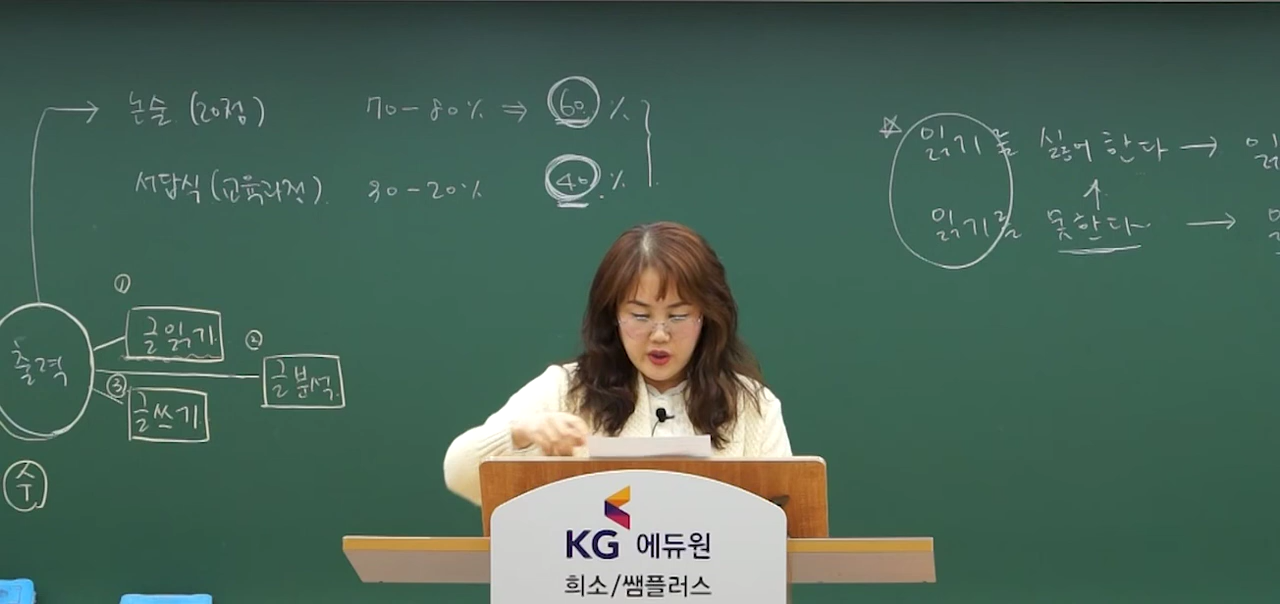 논술 (20점) 70-80% ⇒ 60 %
서답식 (교육과정) 30-20% 40 %
읽기를 싫어한다 →
읽기를 못한다 →
출력
① 글읽기
② 글분석
③ 글쓰기
KG 에듀원
희소/쌤플러스